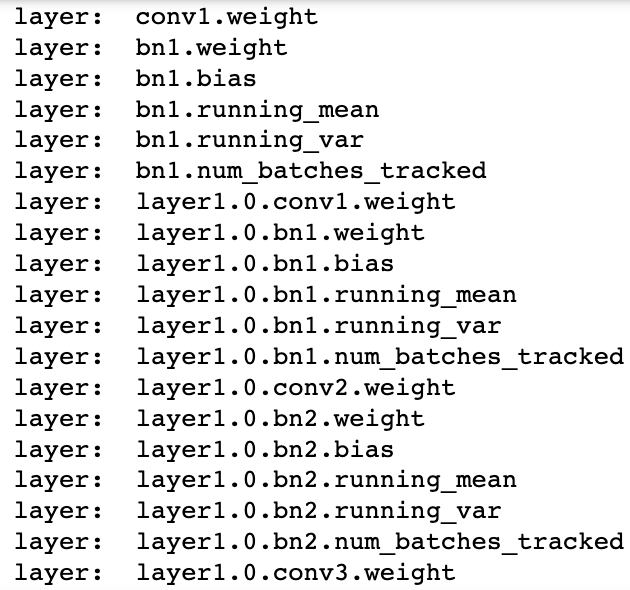 layer:  conv1.weight
layer:  bn1.weight
layer:  bn1.bias
layer:  bn1.running_mean
layer:  bn1.running_var
layer:  bn1.num_batches_tracked
layer:  layer1.0.conv1.weight
layer:  layer1.0.bn1.weight
layer:  layer1.0.bn1.bias
layer:  layer1.0.bn1.running_mean
layer:  layer1.0.bn1.running_var
layer:  layer1.0.bn1.num_batches_tracked
layer:  layer1.0.conv2.weight
layer:  layer1.0.bn2.weight
layer:  layer1.0.bn2.bias
layer:  layer1.0.bn2.running_mean
layer:  layer1.0.bn2.running_var
layer:  layer1.0.bn2.num_batches_tracked
layer:  layer1.0.conv3.weight